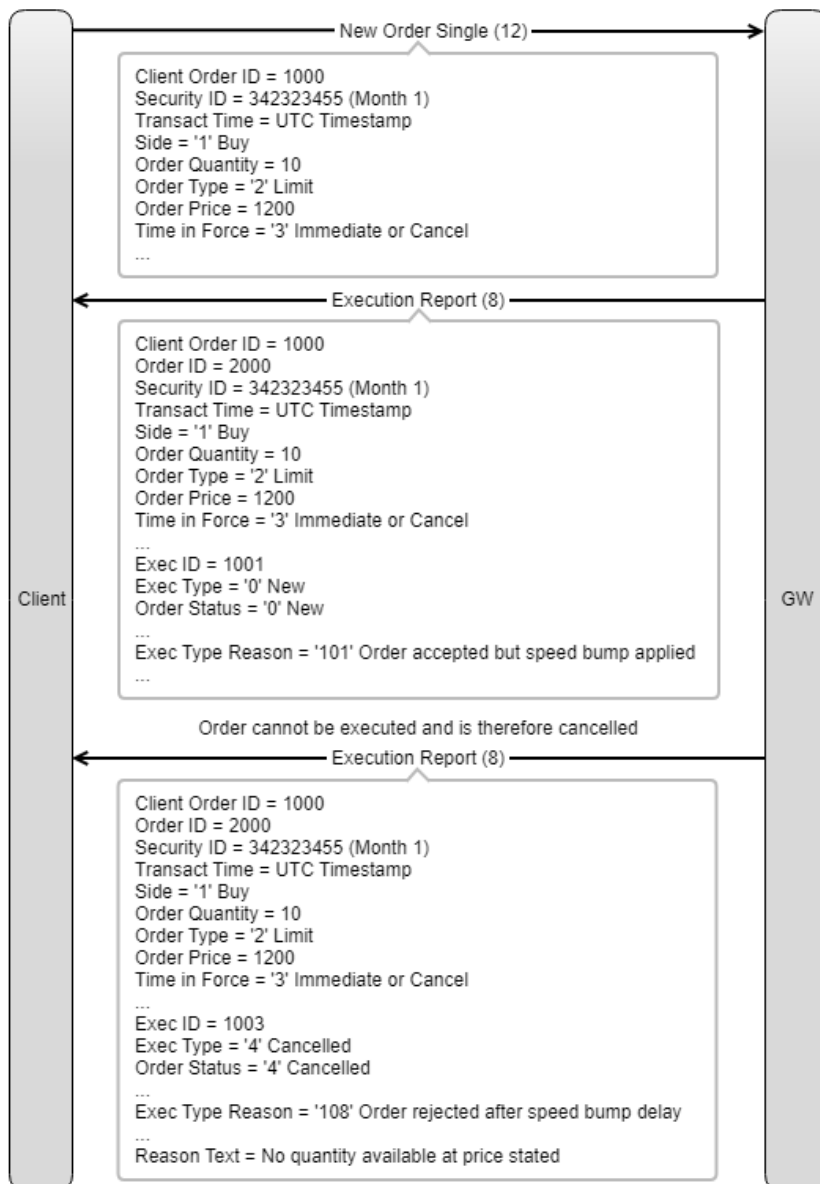 New Order Single (12)
Client Order ID = 1000
Security ID = 342323455 (Month 1)
Transact Time = UTC Timestamp
Side = '1' Buy
Order Quantity = 10
Order Type = '2' Limit
Order Price = 1200
Time in Force = '3' Immediate or Cancel
...
Execution Report (8)
Client Order ID = 1000
Order ID = 2000
Security ID = 342323455 (Month 1)
Transact Time = UTC Timestamp
Side = '1' Buy
Order Quantity = 10
Order Type = '2' Limit
Order Price = 1200
Time in Force = '3' Immediate or Cancel
...
Exec ID = 1001
Exec Type = '0' New
Order Status = '0' New
...
Exec Type Reason = '101' Order accepted but speed bump applied
...
Client
GW
Order cannot be executed and is therefore cancelled
Execution Report (8)
Client Order ID = 1000
Order ID = 2000
Security ID = 342323455 (Month 1)
Transact Time = UTC Timestamp
Side = '1' Buy
Order Quantity = 10
Order Type = '2' Limit
Order Price = 1200
Time in Force = '3' Immediate or Cancel
...
Exec ID = 1003
Exec Type = '4' Cancelled
Order Status = '4' Cancelled
...
Exec Type Reason = '108' Order rejected after speed bump delay
...
Reason Text = No quantity available at price stated